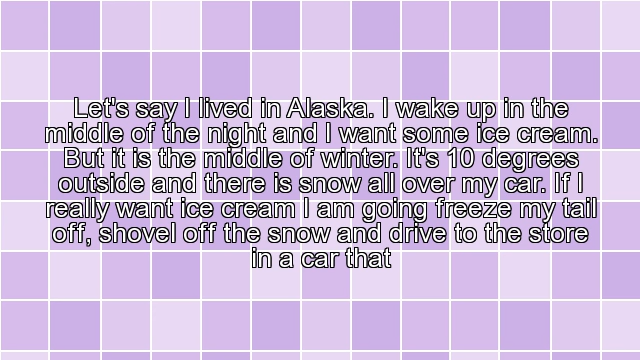 Let's say I lived in Alaska. I wake up in the
middle of the night and I want some ice cream.
But it is the middle of winter. It's 10 degrees
outside and there is snow all over my car. If I
really want ice cream I am going freeze my tail
off, shovel off the snow and drive to the store
in a car that